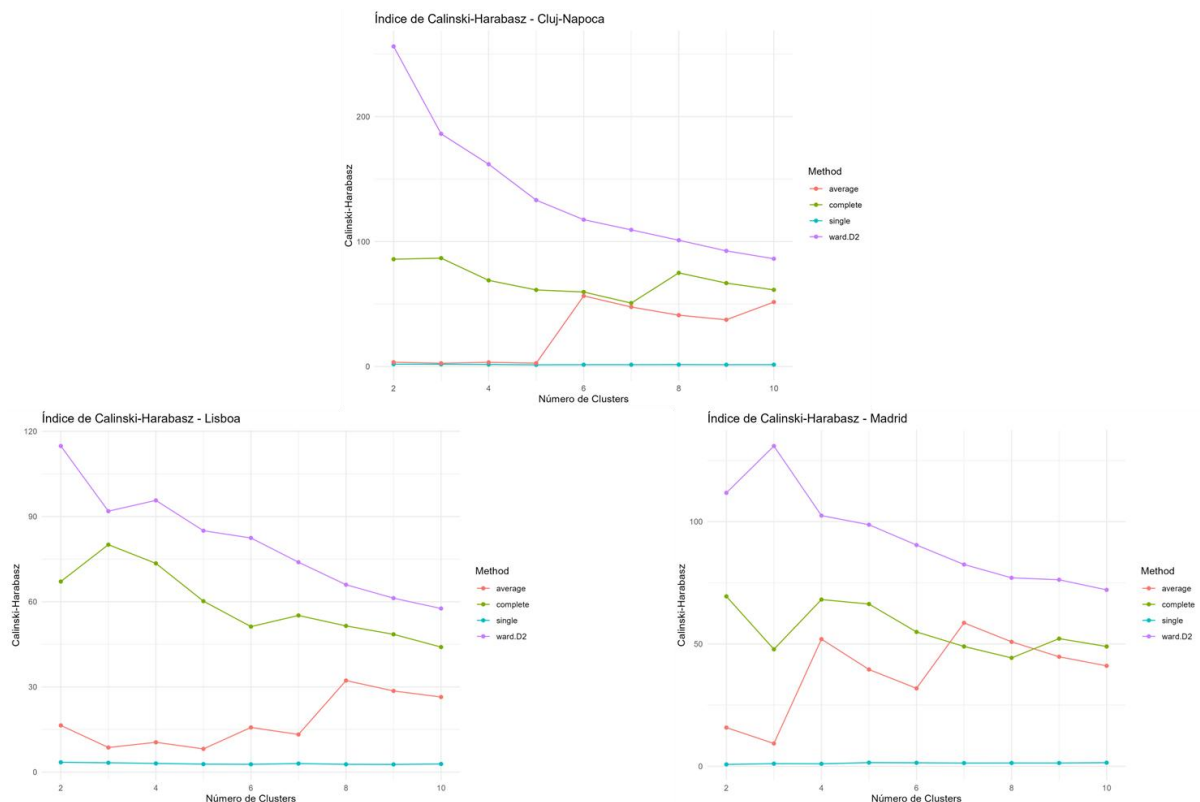 Índice de Calinski-Harabasz - Cluj-Napoca
Calinski-Harabasz
200
100
0
2
4
6
8
10
Número de Clusters
Method
average
complete
single
ward.D2
Índice de Calinski-Harabasz - Lisboa
Calinski-Harabasz
120
90
60
30
0
2
4
6
8
10
Número de Clusters
Method
average
complete
single
ward.D2
Índice de Calinski-Harabasz - Madrid
Calinski-Harabasz
100
50
0
2
4
6
8
10
Número de Clusters
Method
average
complete
single
ward.D2